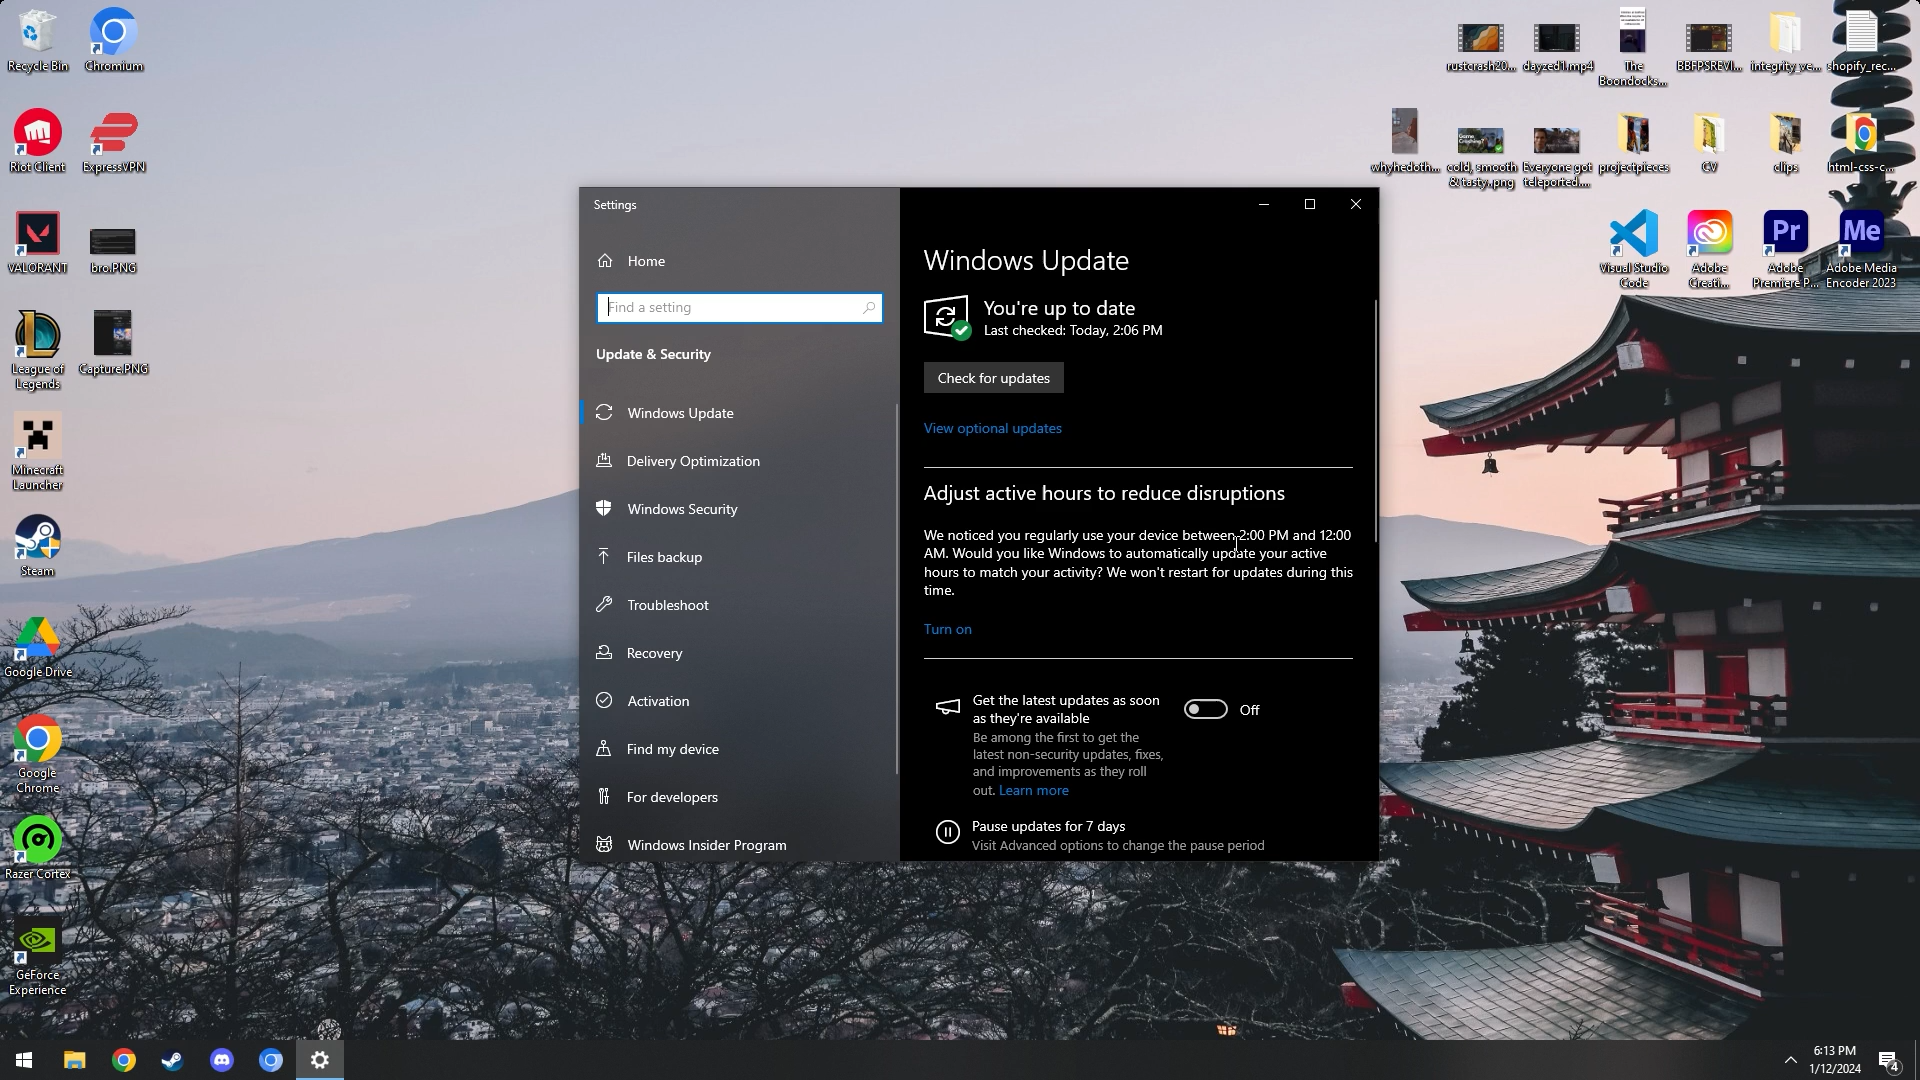 Recycle Bin
Chromium
Riot Client
ExpressVPN
VALORANT
bro.PNG
League of
Legends
Capture.PNG
Minecraft
Launcher
Steam
Google Drive
Google
Chrome
Razer Cortex
GeForce
Experience
rustcrash20...
dayzed1.mp4
The
Boondocks...
BBFPSREVI...
integrity_ve...
shopify_rec...
whyhedoth...
cold, smooth
& tasty.png
Everyone got
teleported....
projectpieces
CV
clips
html-css-c...
Visual Studio
Code
Adobe
Creati...
Pr
Adobe
Premiere P...
Me
Adobe Media
Encoder 2023
Settings
Home
Find a setting
Update & Security
Windows Update
Delivery Optimization
Windows Security
Files backup
Troubleshoot
Recovery
Activation
Find my device
For developers
Windows Insider Program
Windows Update
You're up to date
Last checked: Today, 2:06 PM
Check for updates
View optional updates
Adjust active hours to reduce disruptions
We noticed you regularly use your device between 2:00 PM and 12:00
AM. Would you like Windows to automatically update your active
hours to match your activity? We won't restart for updates during this
time.
Turn on
Get the latest updates as soon
as they're available
Off
Be among the first to get the
latest non-security updates, fixes,
and improvements as they roll
out. Learn more
Pause updates for 7 days
Visit Advanced options to change the pause period
6:13 PM
1/12/2024
4